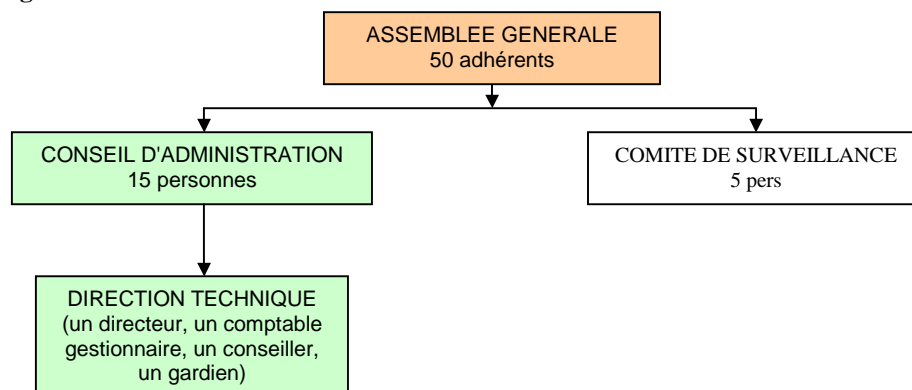 ASSEMBLEE GENERALE
50 adhérents
CONSEIL D'ADMINISTRATION
15 personnes
COMITE DE SURVEILLANCE
5 pers
DIRECTION TECHNIQUE
(un directeur, un comptable
gestionnaire, un conseiller,
un gardien)